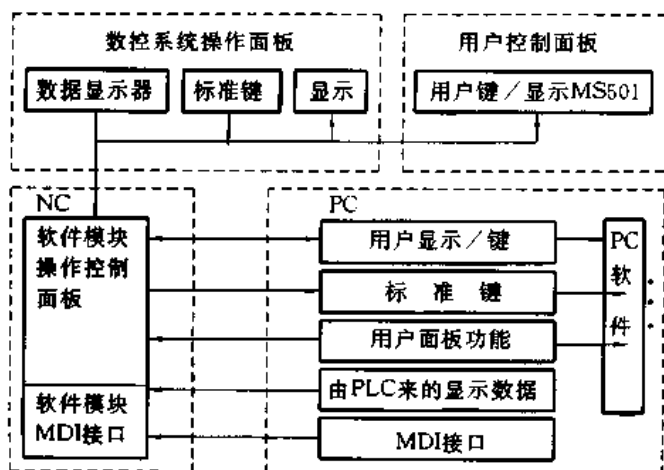 数控系统操作面板
用户控制面板
数据显示器
标准键
显示
用户键／显示MS501
NC
软件模块
操作控制
面板
软件模块
MDI接口
PC
用户显示／键
标 准 键
用户面板功能
由PLC来的显示数据
MDI接口
PC
软
件